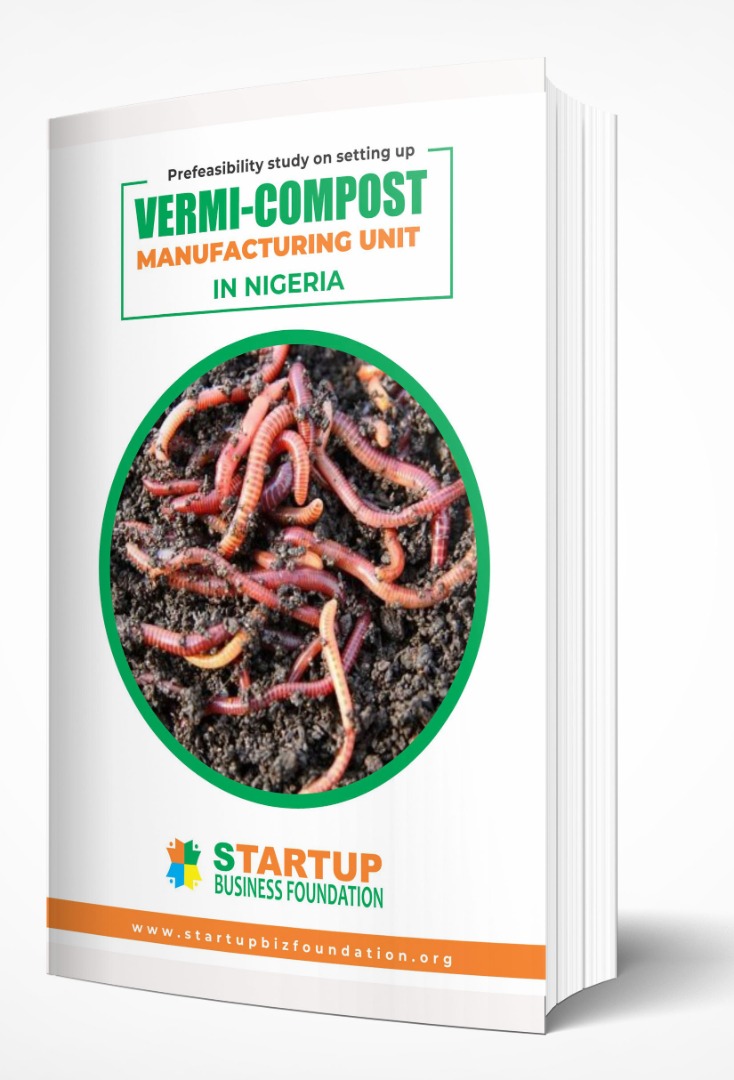 Prefeasibility study on setting up
VERMI-COMPOST
MANUFACTURING UNIT
IN NIGERIA
STARTUP
BUSINESS FOUNDATION
www.startupbizfoundation.org